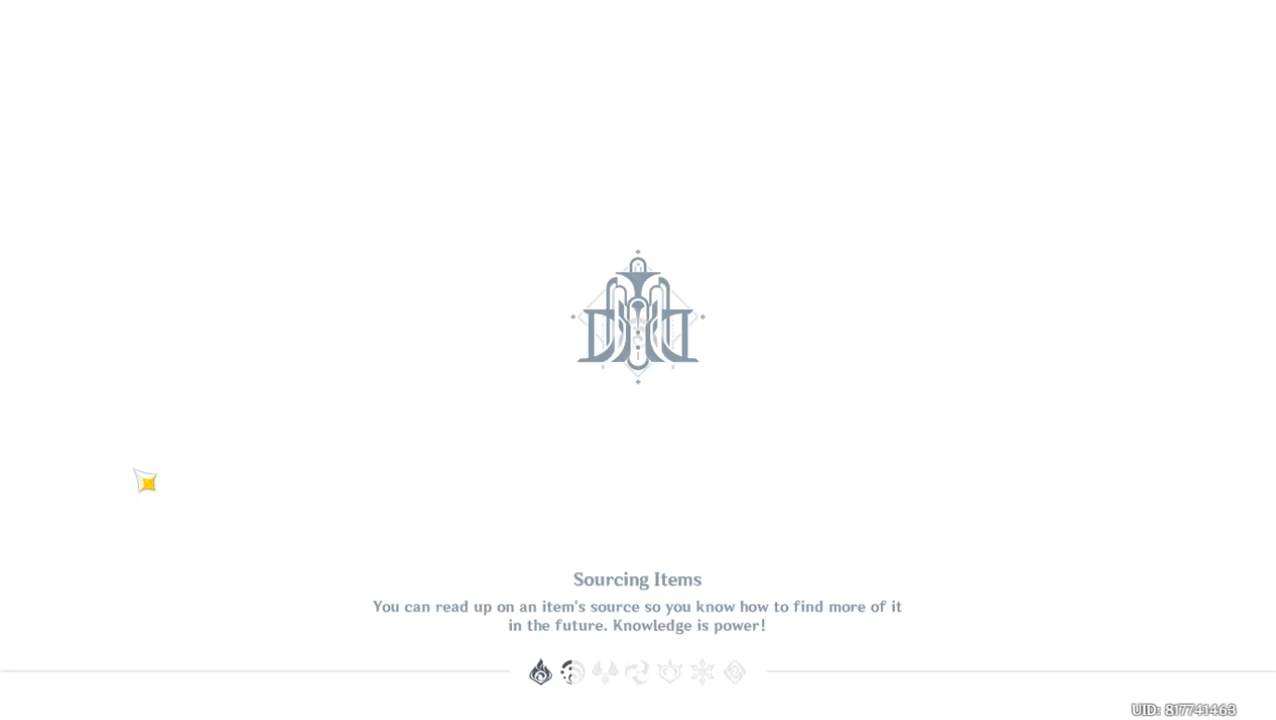 Sourcing Items
You can read up on an item's source so you know how to find more of it
in the future. Knowledge is power!
UID: 817741463